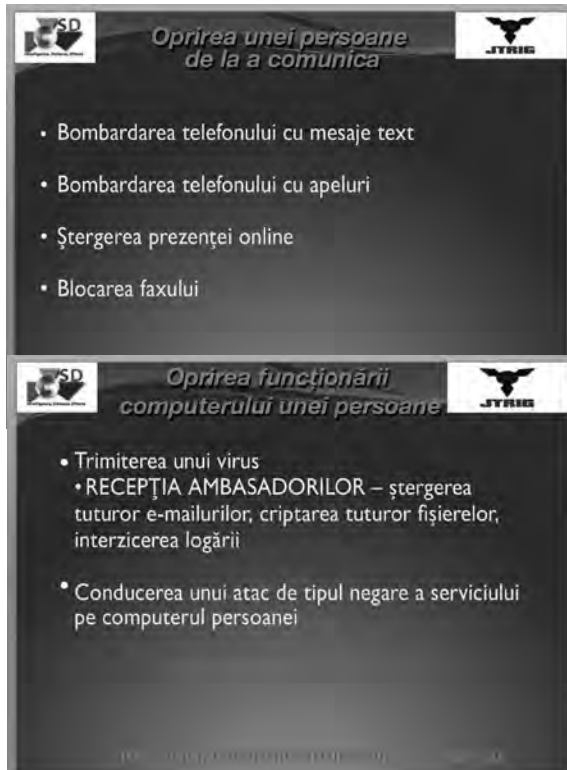 SD
Oprirea unei persoane
de la a comunica
JTRIG
• Bombardarea telefonului cu mesaje text
• Bombardarea telefonului cu apeluri
• Ştergerea prezenţei online
• Blocarea faxului
SD
Oprirea funcţionării
computerului unei persoane
JTRIG
• Trimiterea unui virus
• RECEPŢIA AMBASADORILOR – ştergerea
tuturor e-mailurilor, criptarea tuturor fişierelor,
interzicerea logării
• Conducerea unui atac de tipul negare a serviciului
pe computerul persoanei